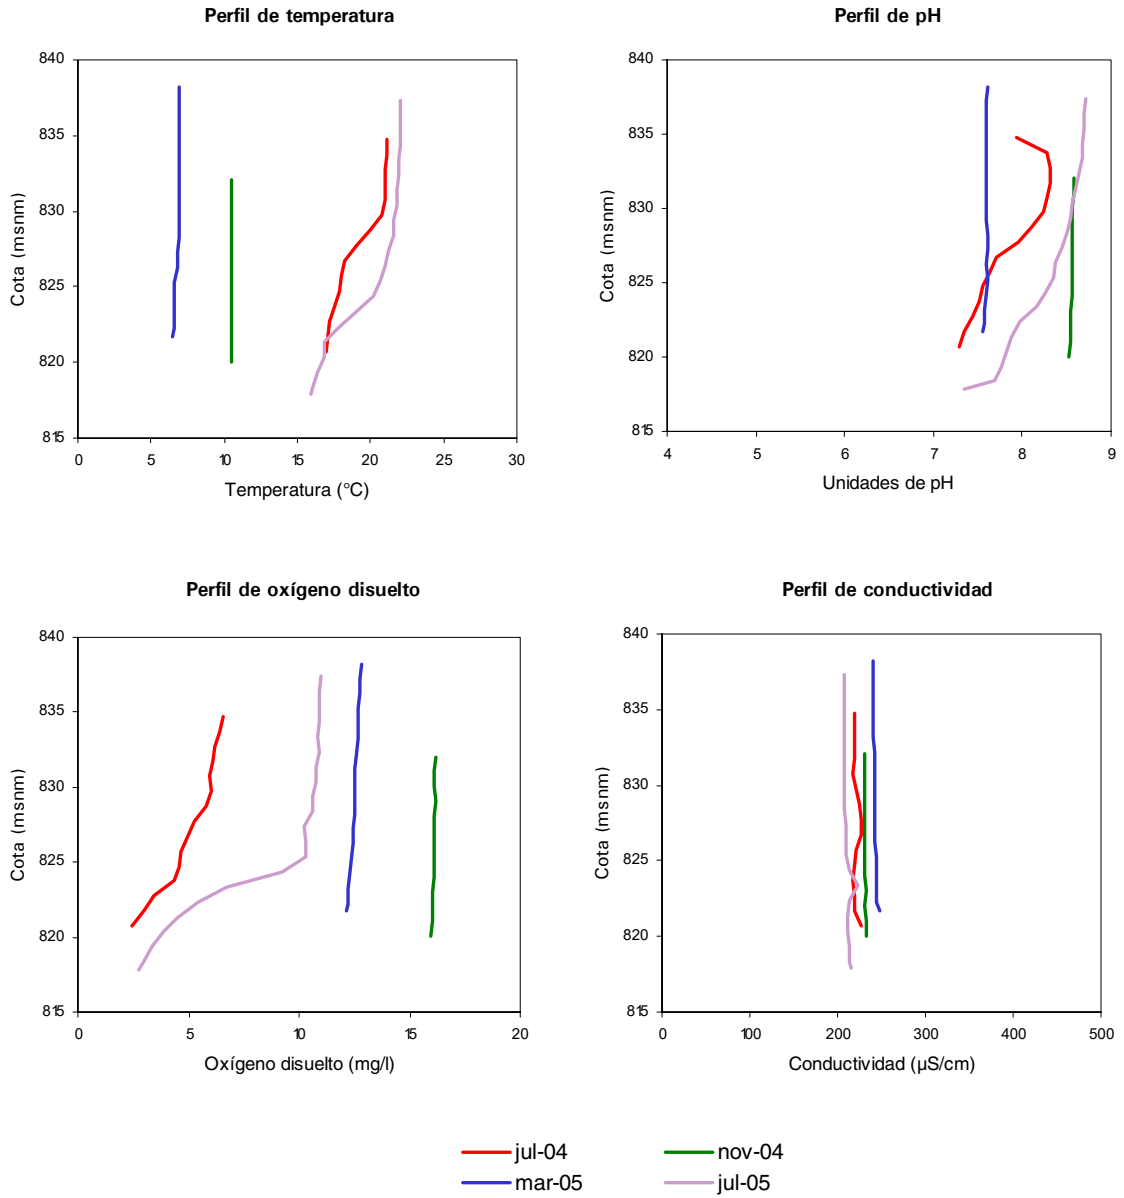 Perfil de temperatura
840
835
830
825
820
815
Cota (msnm)
0 5 10 15 20 25 30
Temperatura (°C)
Perfil de pH
840
835
830
825
820
815
Cota (msnm)
4 5 6 7 8 9
Unidades de pH
Perfil de oxígeno disuelto
840
835
830
825
820
815
Cota (msnm)
0 5 10 15 20
Oxígeno disuelto (mg/l)
Perfil de conductividad
840
835
830
825
820
815
Cota (msnm)
0 100 200 300 400 500
Conductividad (µS/cm)
jul-04 nov-04
mar-05 jul-05